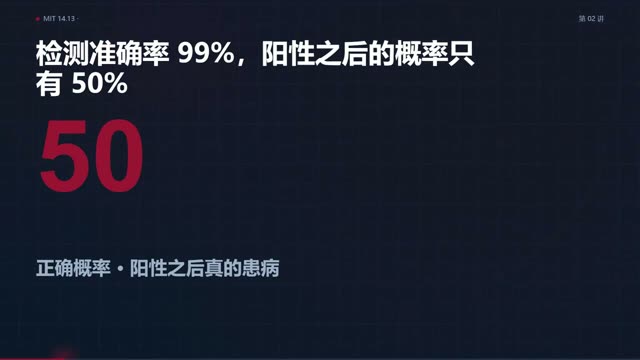 MIT 14.13 ·
第 02 讲
检测准确率 99%，阳性之后的概率只
有 50%
50
正确概率 · 阳性之后真的患病